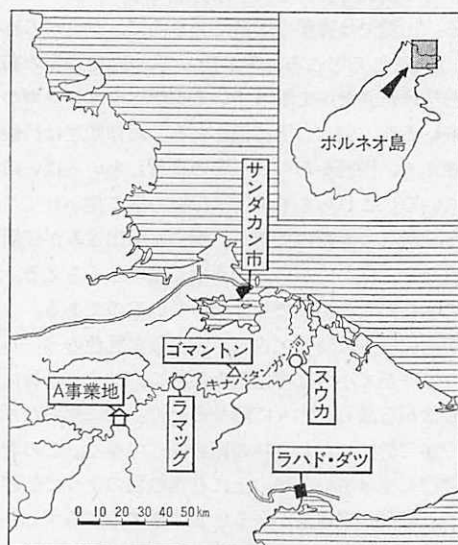 ボルネオ島
サンダカン市
ゴマントン
キナバタンガン河
スウカ
A事業地
ラマッグ
ラハド・ダツ
0 10 20 30 40 50km